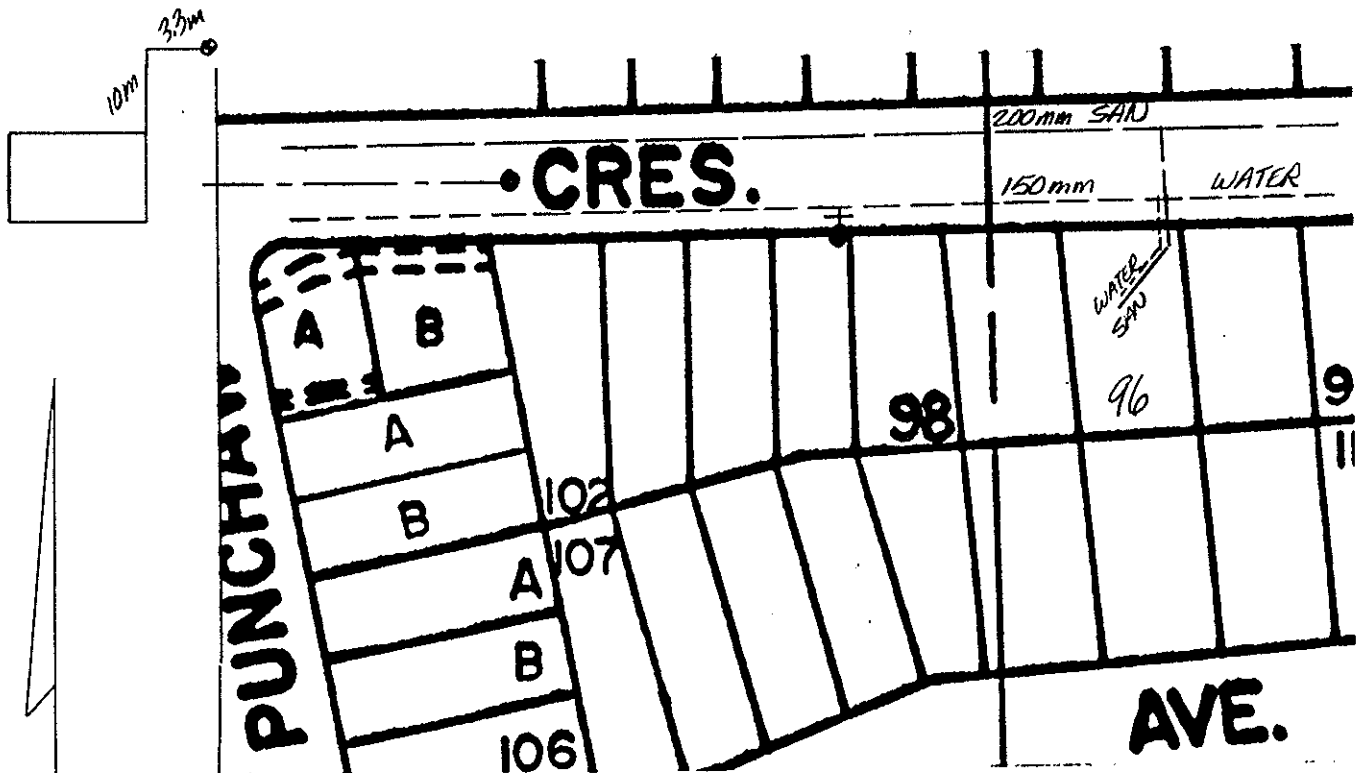 3.3m
10m
200mm SAN
CRES.
150mm WATER
WATER
SAN
A B
96
98
A
B
102
107
A
B
106
PUNCHAW
AVE.